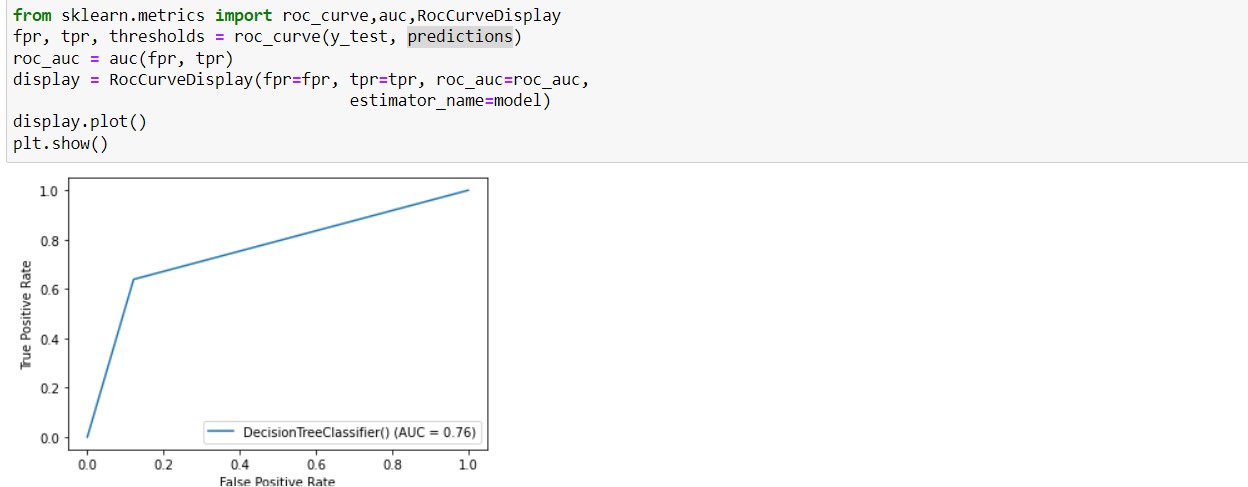 from sklearn.metrics import roc_curve,auc,RocCurveDisplay
fpr, tpr, thresholds = roc_curve(y_test, predictions)
roc_auc = auc(fpr, tpr)
display = RocCurveDisplay(fpr=fpr, tpr=tpr, roc_auc=roc_auc,
estimator_name=model)
display.plot()
plt.show()
1.0
0.8
0.6
0.4
0.2
0.0
True Positive Rate
DecisionTreeClassifier() (AUC = 0.76)
0.0 0.2 0.4 0.6 0.8 1.0
False Positive Rate